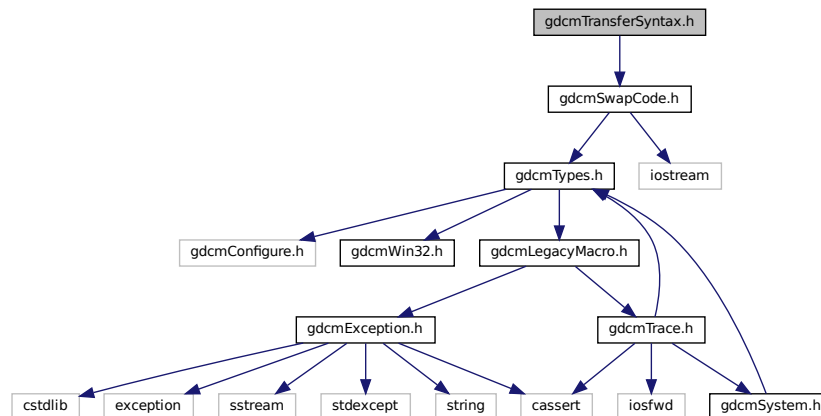 gdcmTransferSyntax.h
gdcmSwapCode.h
gdcmTypes.h
iostream
gdcmConfigure.h
gdcmWin32.h
gdcmLegacyMacro.h
gdcmException.h
gdcmTrace.h
cstdlib
exception
sstream
stdexcept
string
cassert
iosfwd
gdcmSystem.h